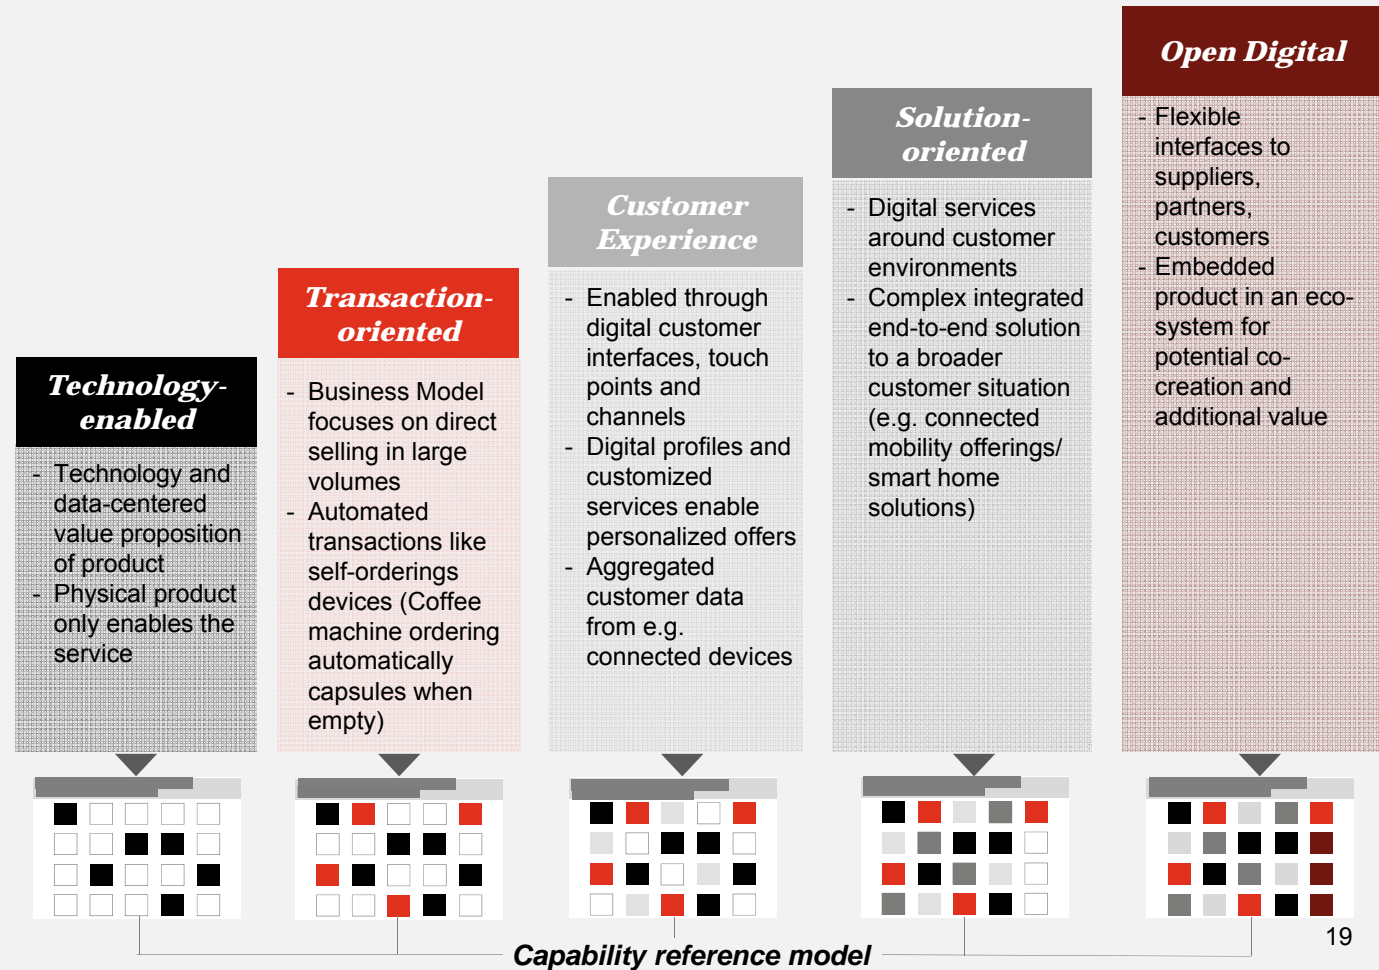 Technology-
enabled
- Technology and
data-centered
value proposition
of product
- Physical product
only enables the
service
Transaction-
oriented
- Business Model
focuses on direct
selling in large
volumes
- Automated
transactions like
self-orderings
devices (Coffee
machine ordering
automatically
capsules when
empty)
Customer
Experience
- Enabled through
digital customer
interfaces, touch
points and
channels
- Digital profiles and
customized
services enable
personalized offers
- Aggregated
customer data
from e.g.
connected devices
Solution-
oriented
- Digital services
around customer
environments
- Complex integrated
end-to-end solution
to a broader
customer situation
(e.g. connected
mobility offerings/
smart home
solutions)
Open Digital
- Flexible
interfaces to
suppliers,
partners,
customers
- Embedded
product in an eco-
system for
potential co-
creation and
additional value
Capability reference model
19